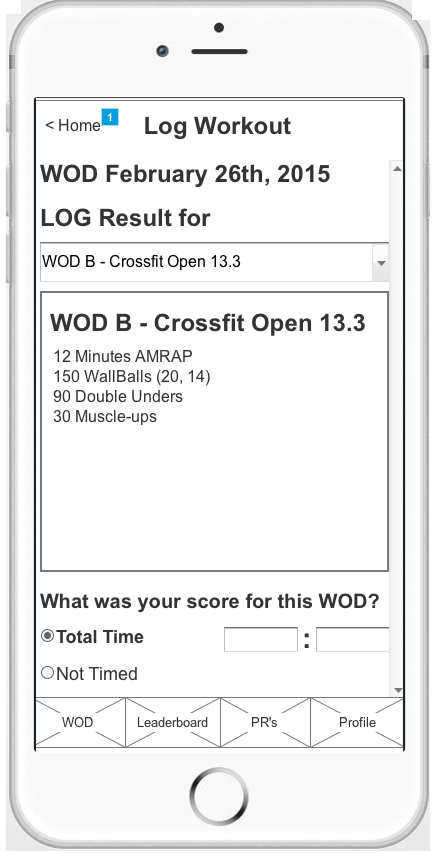 < Home 1 Log Workout
WOD February 26th, 2015
LOG Result for
WOD B - Crossfit Open 13.3
WOD B - Crossfit Open 13.3
12 Minutes AMRAP
150 WallBalls (20, 14)
90 Double Unders
30 Muscle-ups
What was your score for this WOD?
Total Time :
Not Timed
WOD Leaderboard PR's Profile